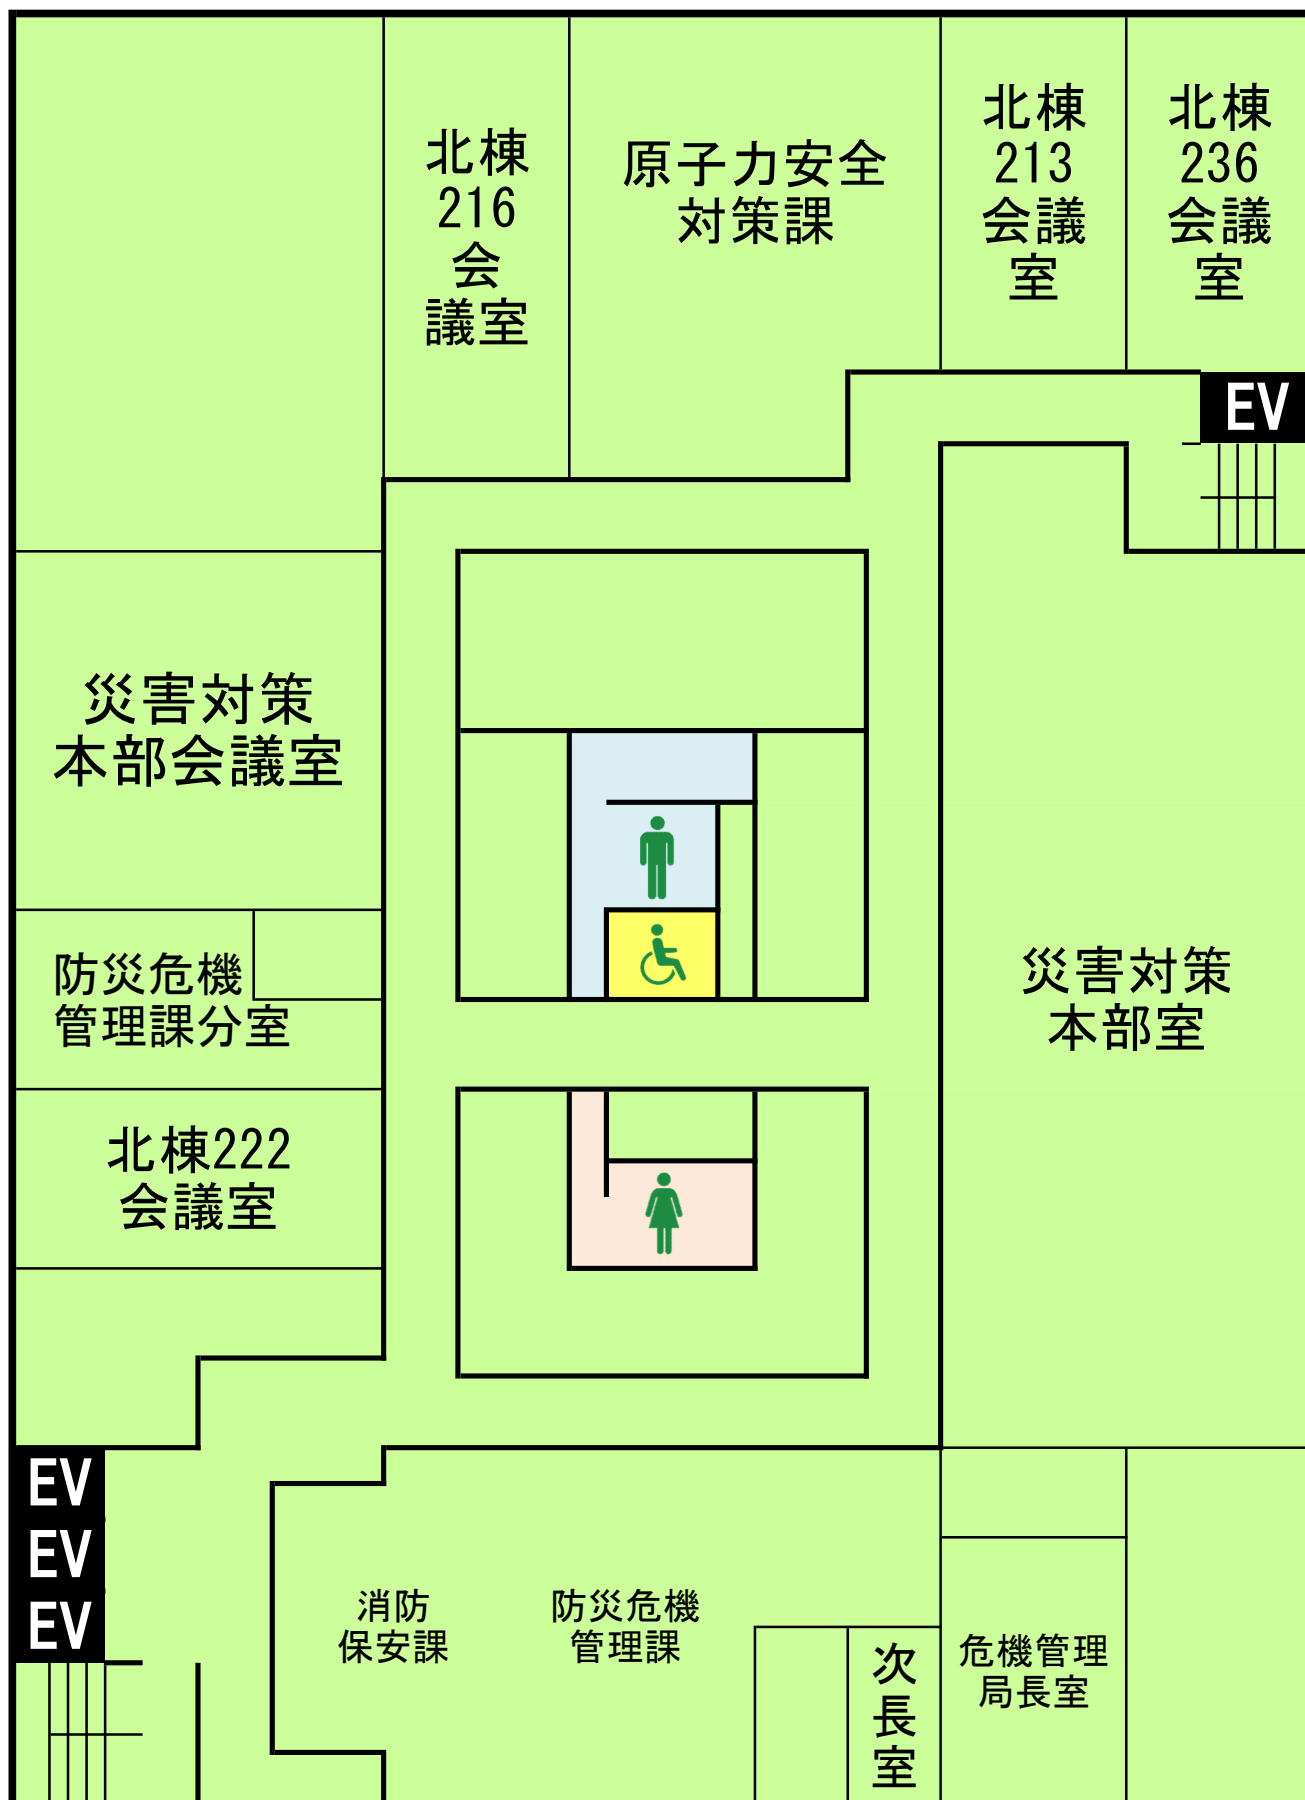 北棟
216
会
議室
原子力安全
対策課
北棟
213
会議
室
北棟
236
会議
室
EV
災害対策
本部会議室
防災危機
管理課分室
北棟222
会議室
災害対策
本部室
EV
EV
EV
消防
保安課
防災危機
管理課
次
長
室
危機管理
局長室